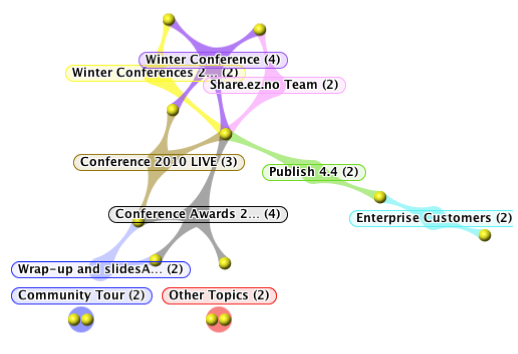 Winter Conference (4)
Winter Conferences 2... (2)
Share.ez.no Team (2)
Conference 2010 LIVE (3)
Publish 4.4 (2)
Conference Awards 2... (4)
Enterprise Customers (2)
Wrap-up and slidesA... (2)
Community Tour (2)
Other Topics (2)